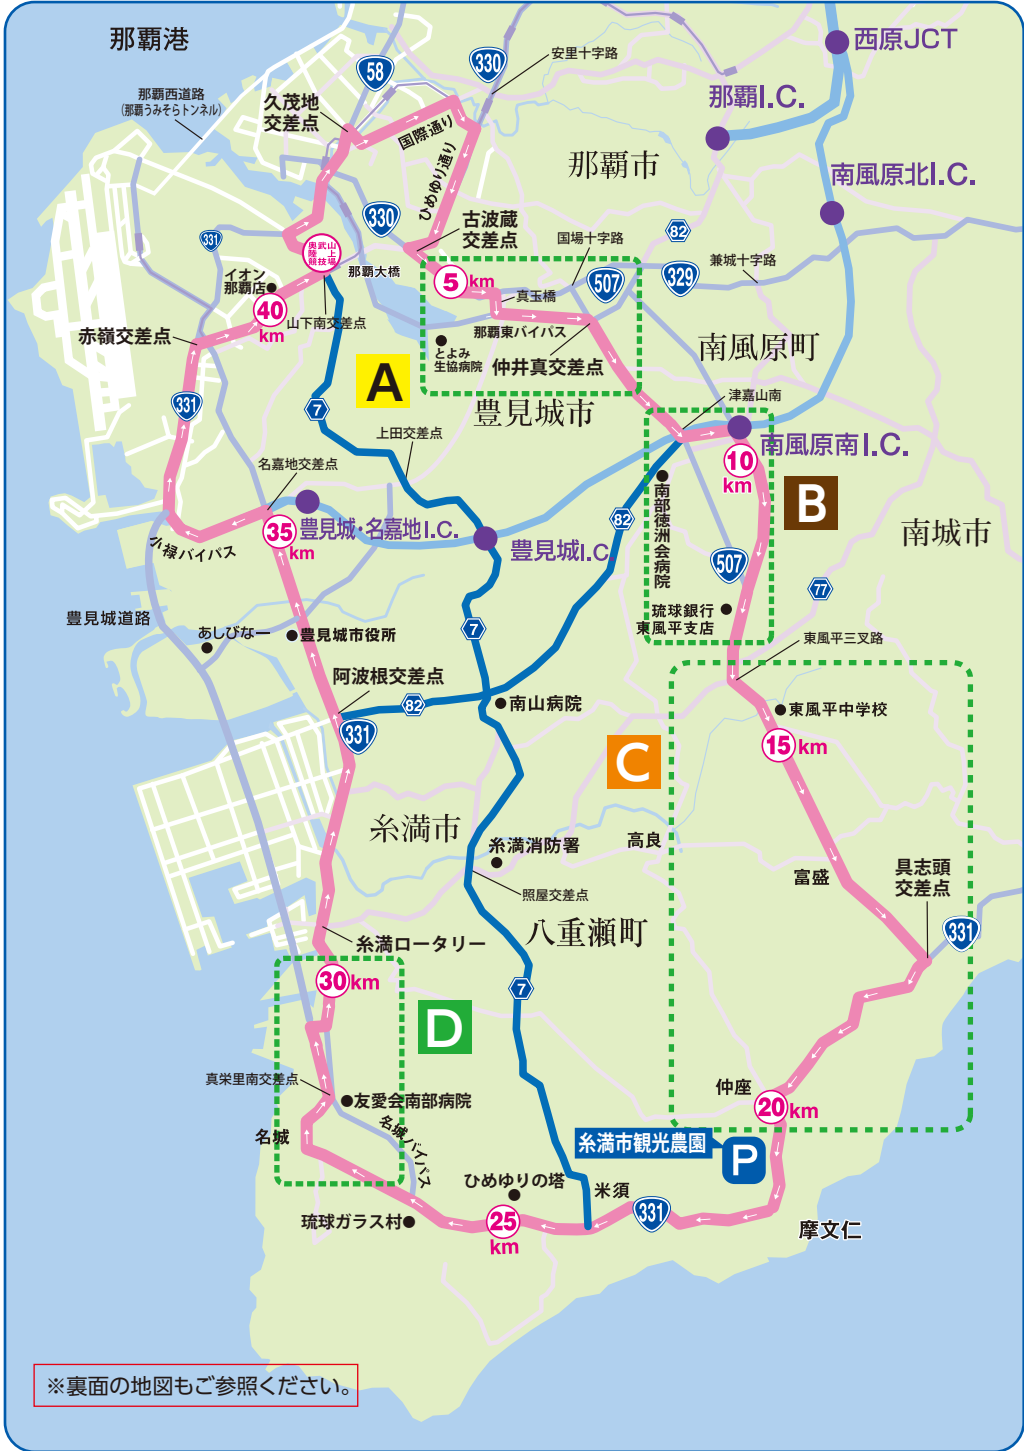 那覇港
西原JCT
58
330
安里十字路
那覇西道路
(那覇うみそらトンネル)
久茂地
交差点
那覇I.C.
国際通り
ひめゆり通り
那覇市
南風原北I.C.
330
古波蔵
交差点
331
奥武山
陸上
競技場
那覇大橋
国場十字路
82
兼城十字路
イオン
那覇店
5km
507
329
40
km
真玉橋
山下南交差点
那覇東バイパス
赤嶺交差点
とよみ
生協病院
仲井真交差点
南風原町
A
331
7
豊見城市
津嘉山南
上田交差点
南風原南I.C.
名嘉地交差点
10
km
南部徳洲会病院
B
35
km
豊見城・名嘉地I.C.
小禄バイパス
豊見城I.C.
82
南城市
507
77
豊見城道路
あしびなー
豊見城市役所
7
琉球銀行
東風平支店
東風平三叉路
阿波根交差点
82
南山病院
東風平中学校
331
15km
C
糸満市
糸満消防署
高良
富盛
具志頭
交差点
照屋交差点
八重瀬町
331
糸満ロータリー
30km
7
D
真栄里南交差点
友愛会南部病院
仲座
20km
名城
名城バイパス
糸満市観光農園
P
ひめゆりの塔
米須
琉球ガラス村
25
km
331
摩文仁
※裏面の地図もご参照ください。